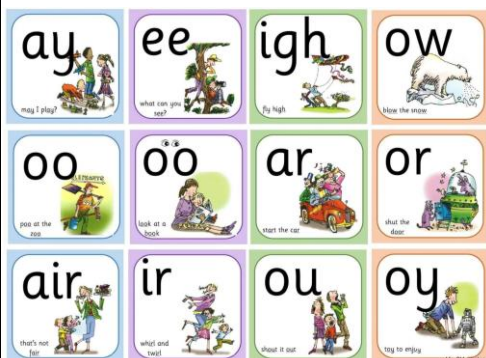 ay
may I play?
ee
what can you
see?
igh
fly high
ow
blow the snow
oo
poo at the
zoo
oo
look at a
book
ar
start the car
or
shut the
door
air
that's not
fair
ir
whirl and
twirl
ou
shout it out
oy
toy to enjoy